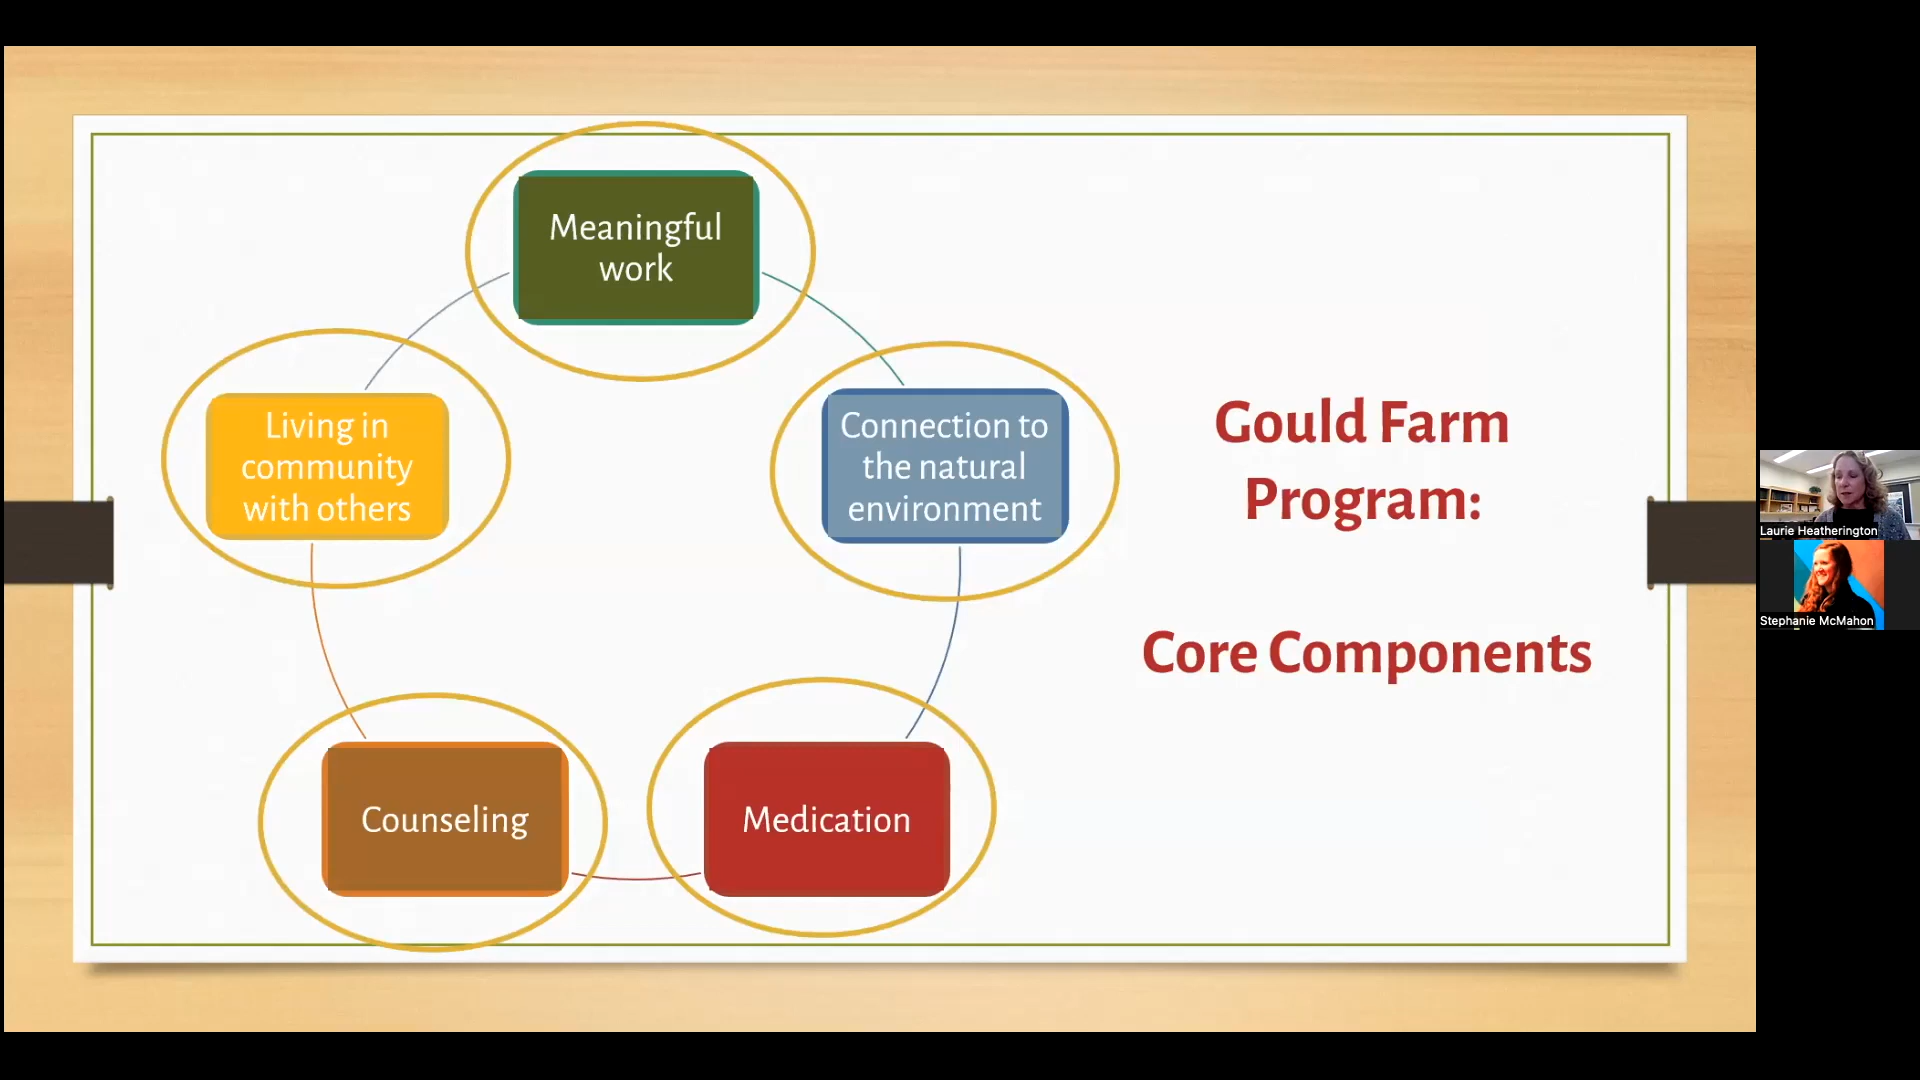 Meaningful
work
Living in
community
with others
Connection to
the natural
environment
Counseling
Medication
Gould Farm
Program:
Core Components
Laurie Heatherington
Stephanie McMahon